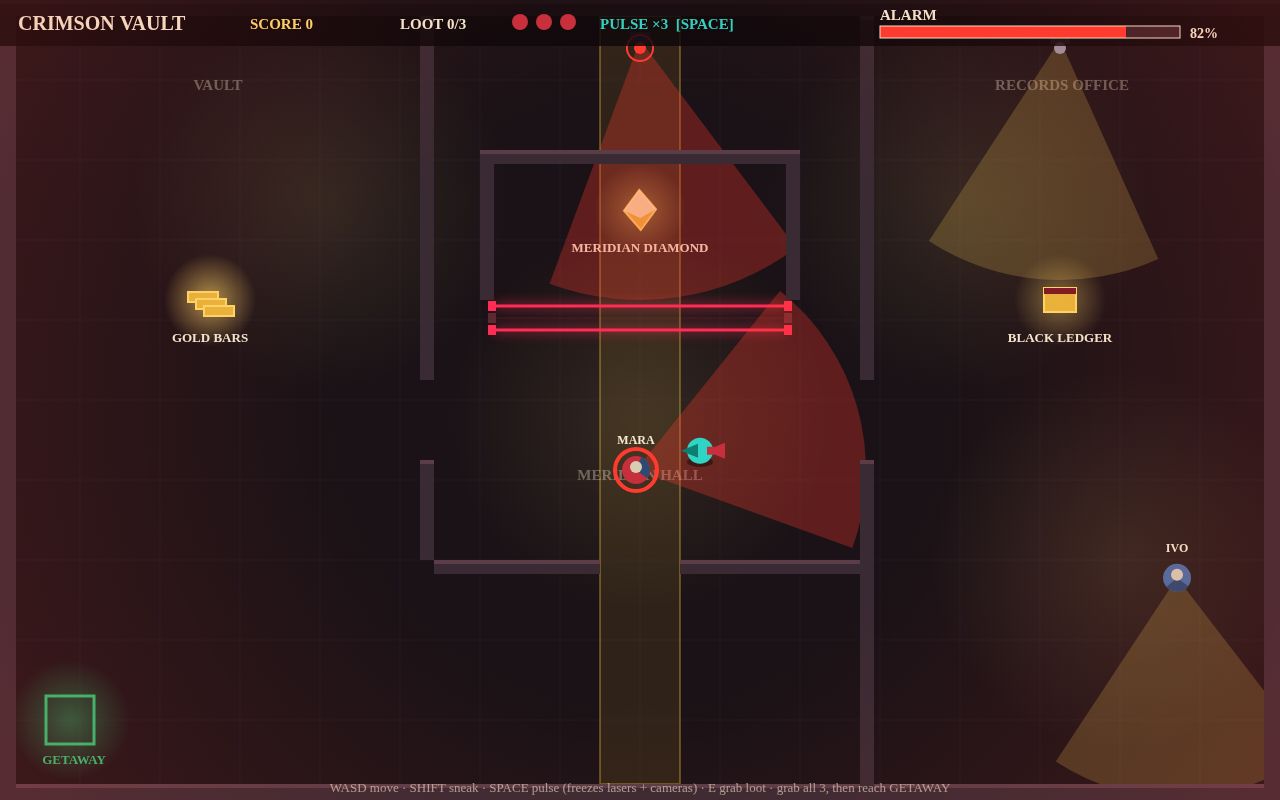 CRIMSON VAULT
SCORE 0
LOOT 0/3
PULSE ×3 [SPACE]
ALARM
82%
VAULT
RECORDS OFFICE
MERIDIAN DIAMOND
GOLD BARS
BLACK LEDGER
MARA
HALL
IVO
GETAWAY
WASD move · SHIFT sneak · SPACE pulse (freezes lasers + cameras) · E grab loot · grab all 3, then reach GETAWAY